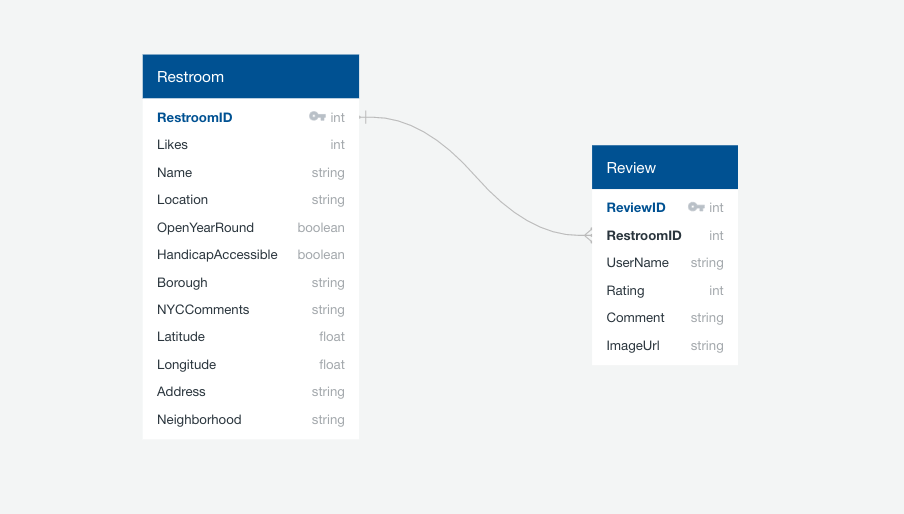 Restroom
RestroomID int
Likes int
Name string
Location string
OpenYearRound boolean
HandicapAccessible boolean
Borough string
NYCComments string
Latitude float
Longitude float
Address string
Neighborhood string
Review
ReviewID int
RestroomID int
UserName string
Rating int
Comment string
ImageUrl string